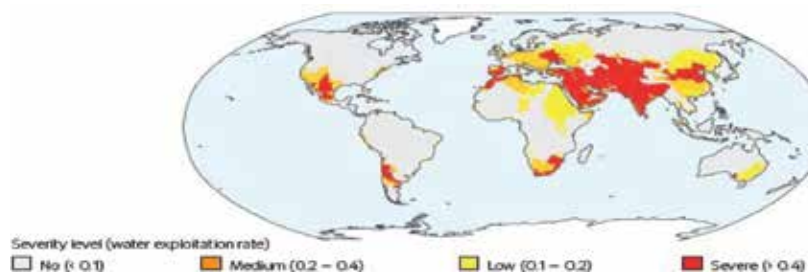 Severity level (water exploitation rate)
No (< 0.1) Medium (0.2 – 0.4) Low (0.1 – 0.2) Severe (> 0.4)